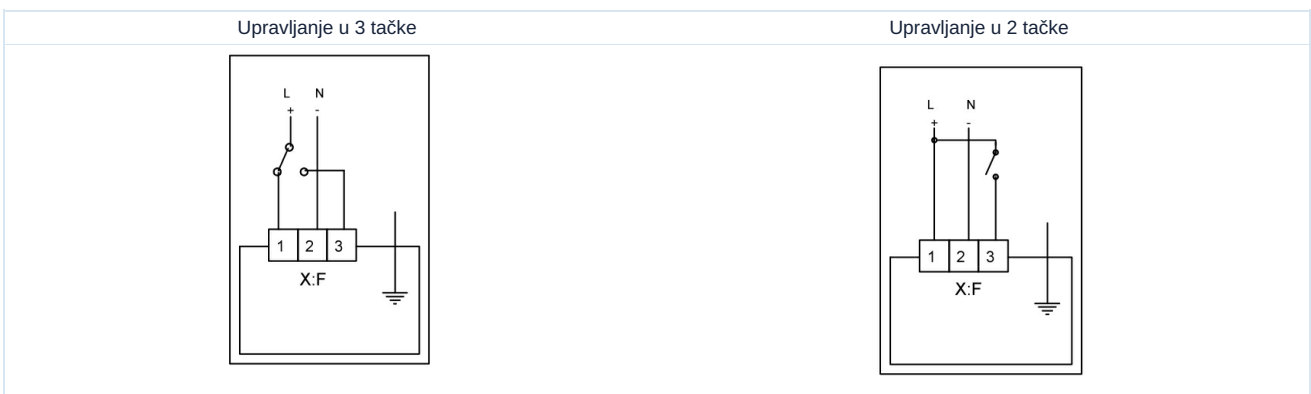 Upravljanje u 3 tačke
L N
+ -
1 2 3
X:F
Upravljanje u 2 tačke
L N
+ -
1 2 3
X:F